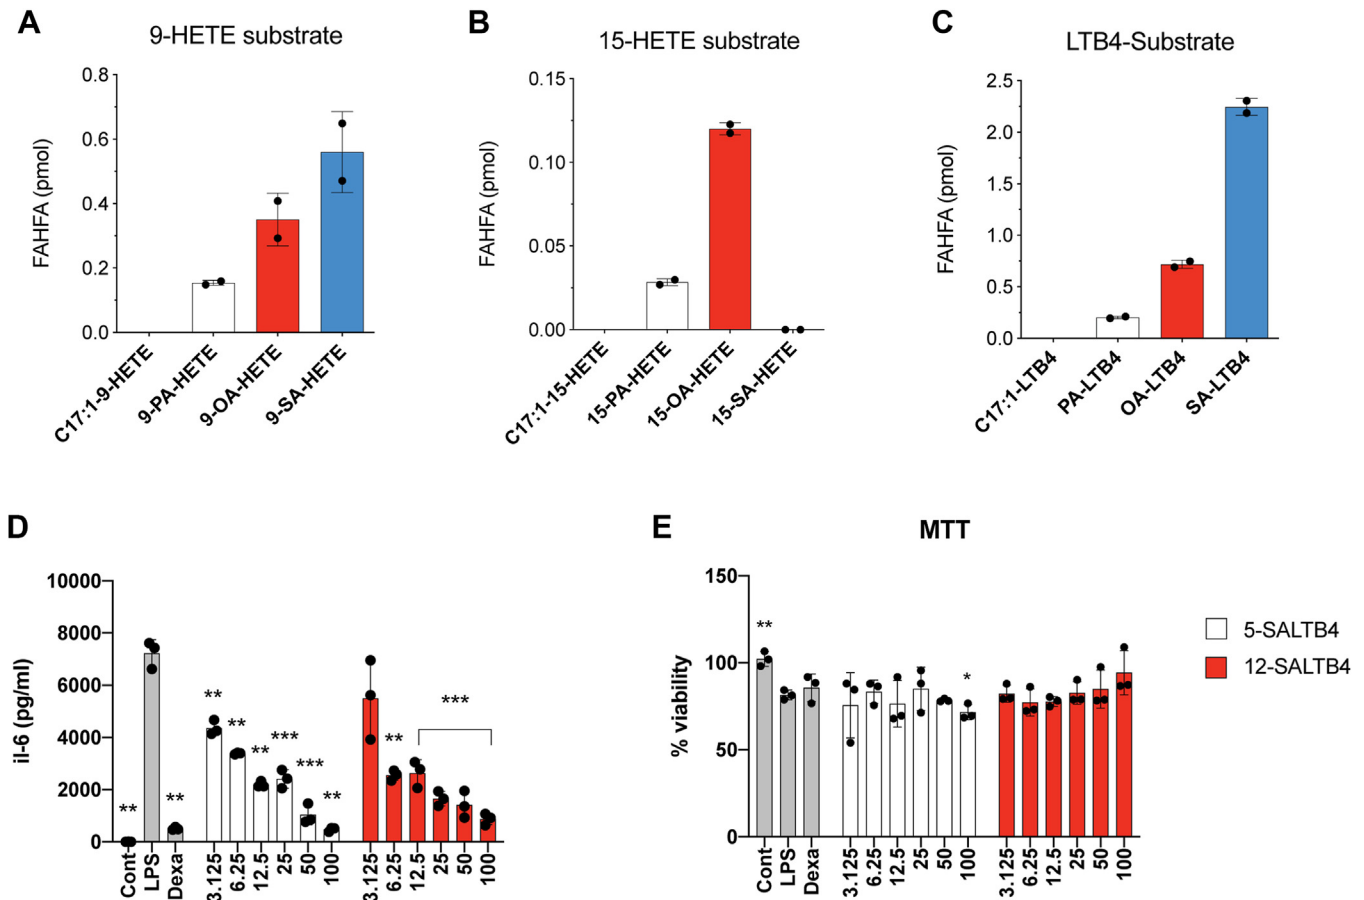 A
9-HETE substrate
FAHFA (pmol)
0.8
0.6
0.4
0.2
0.0
C17:1-9-HETE
9-PA-HETE
9-OA-HETE
9-SA-HETE
B
15-HETE substrate
FAHFA (pmol)
0.15
0.10
0.05
0.00
C17:1-15-HETE
15-PA-HETE
15-OA-HETE
15-SA-HETE
C
LTB4-Substrate
FAHFA (pmol)
2.5
2.0
1.5
1.0
0.5
0.0
C17:1-LTB4
PA-LTB4
OA-LTB4
SA-LTB4
D
il-6 (pg/ml)
10000
8000
6000
4000
2000
0
**
**
**
**
**
***
***
**
**
***
Cont
LPS
Dexa
3.125
6.25
12.5
25
50
100
3.125
6.25
12.5
25
50
100
E
MTT
% viability
150
100
50
0
**
*
Cont
LPS
Dexa
3.125
6.25
12.5
25
50
100
3.125
6.25
12.5
25
50
100
5-SALTB4
12-SALTB4